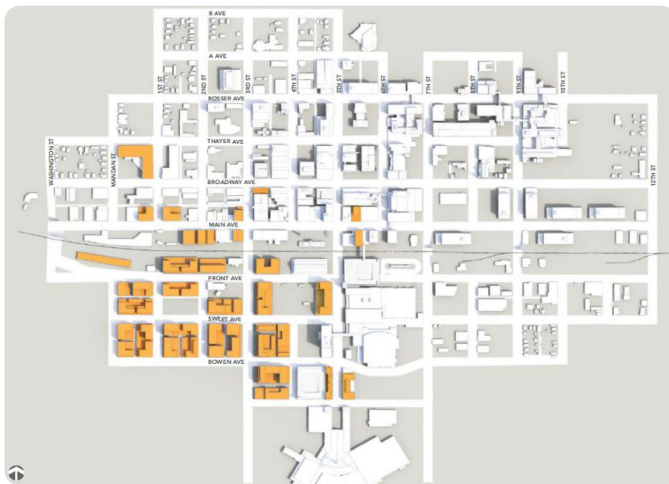 B AVE
A AVE
1ST ST
2ND ST
3RD ST
4TH ST
5TH ST
6TH ST
7TH ST
8TH ST
9TH ST
10TH ST
ROSSER AVE
THAYER AVE
WASHINGTON ST
MANDAN ST
12TH ST
BROADWAY AVE
MAIN AVE
FRONT AVE
SWEET AVE
BOWEN AVE